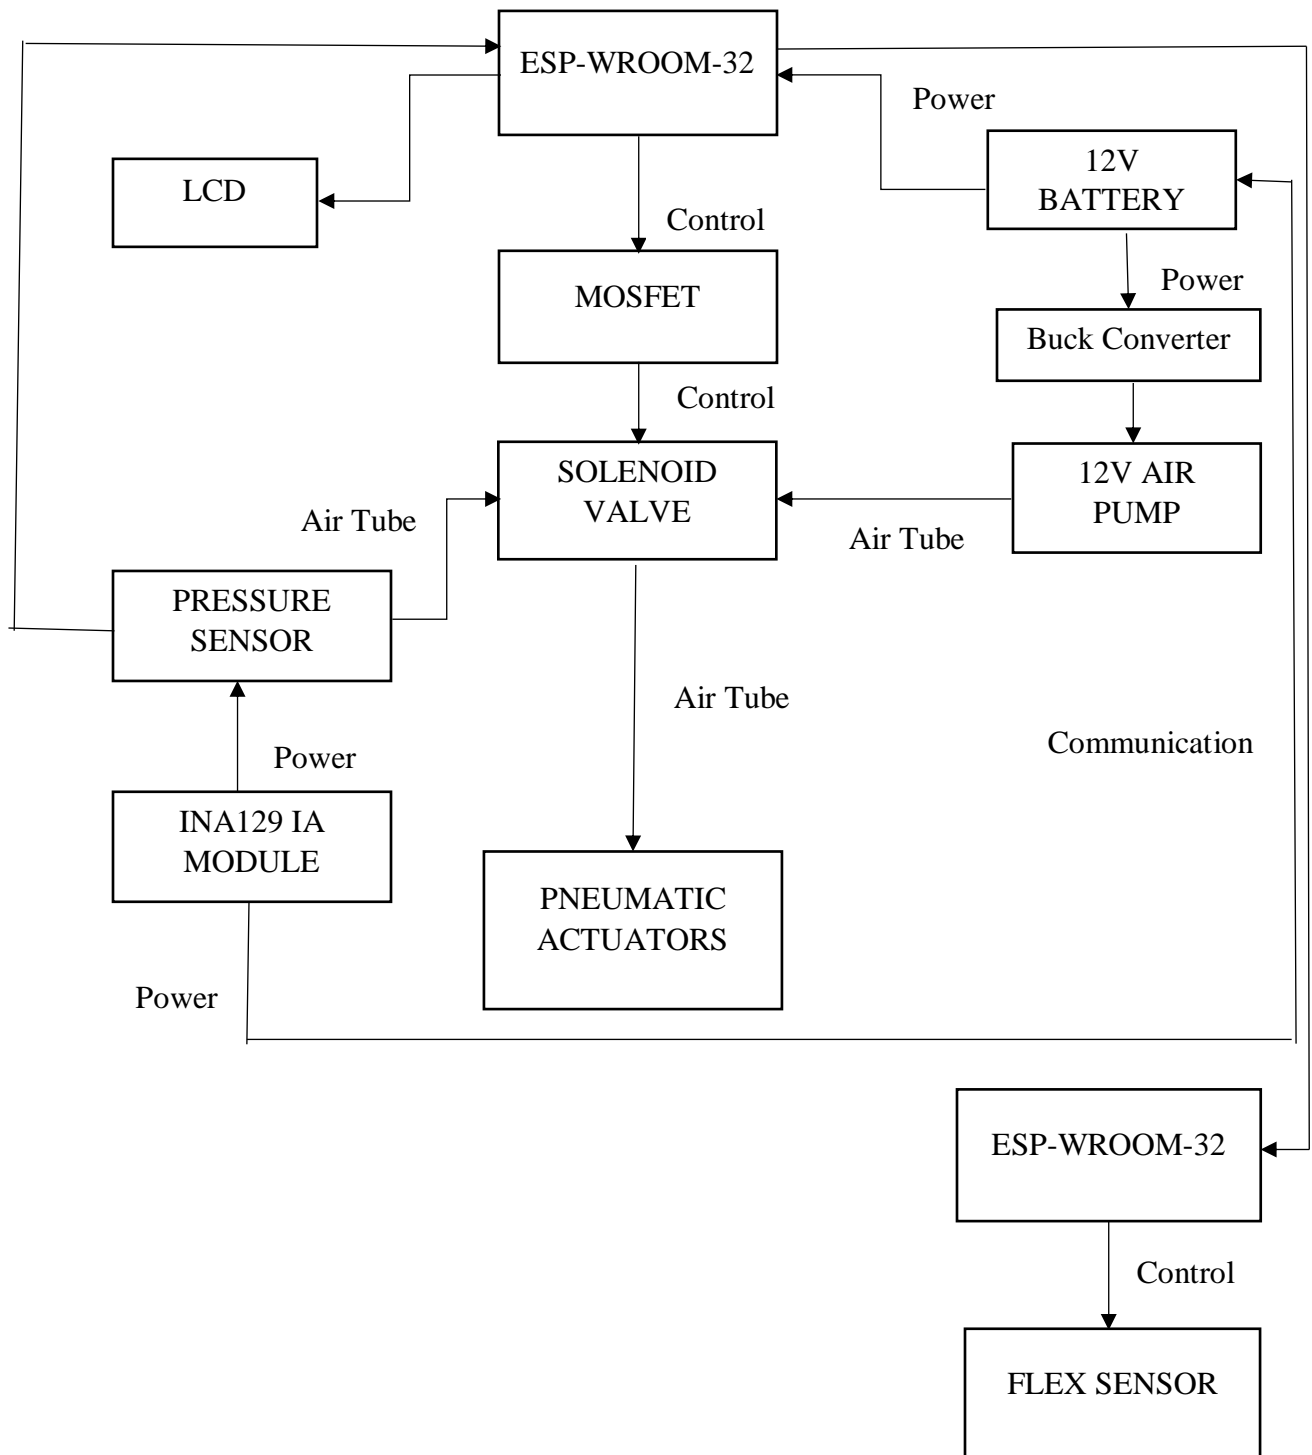 ESP-WROOM-32
Power
12V
BATTERY
LCD
Control
MOSFET
Power
Buck Converter
Control
SOLENOID
VALVE
12V AIR
PUMP
Air Tube
Air Tube
PRESSURE
SENSOR
Air Tube
Communication
Power
INA129 IA
MODULE
PNEUMATIC
ACTUATORS
Power
ESP-WROOM-32
Control
FLEX SENSOR